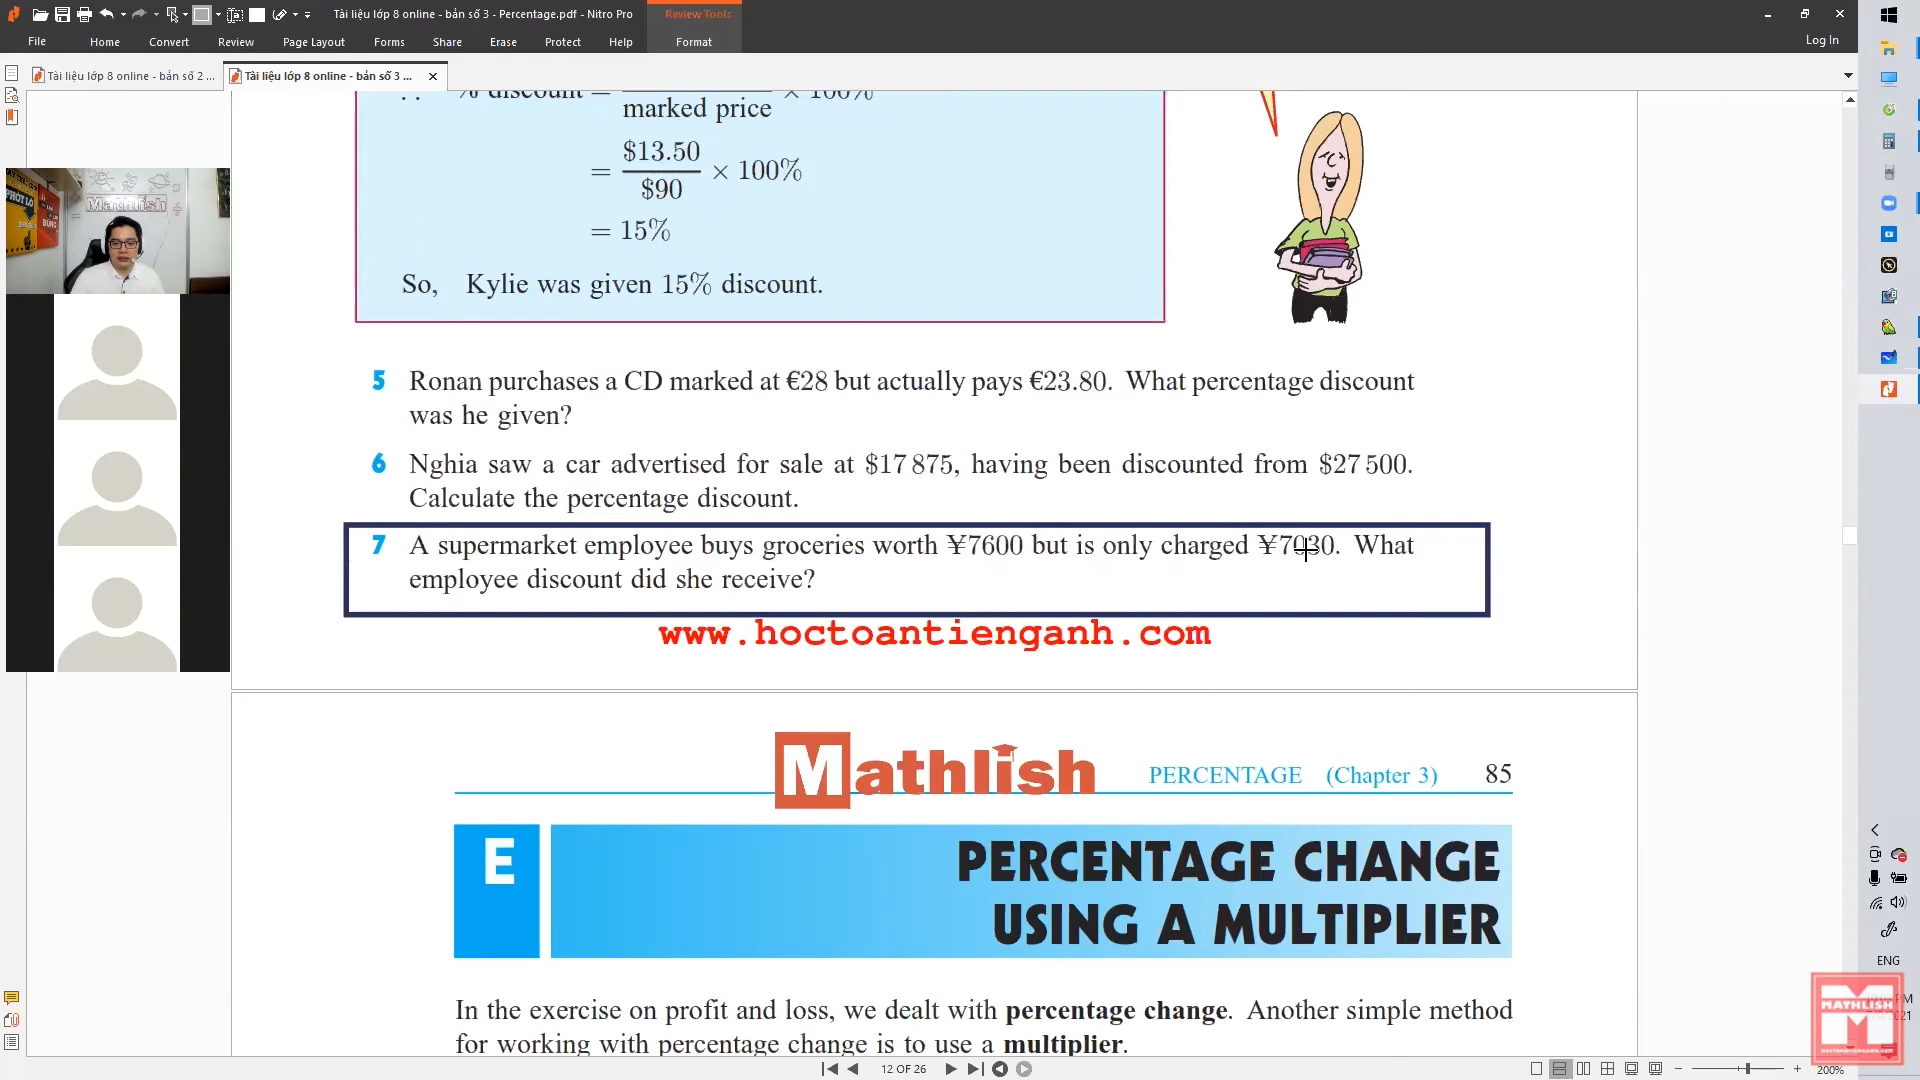 Tài liệu lớp 8 online - bản số 3 - Percentage.pdf - Nitro Pro
Review Tools
File
Home
Convert
Review
Page Layout
Forms
Share
Erase
Protect
Help
Format
Log In
Tài liệu lớp 8 online - bản số 2 ...
Tài liệu lớp 8 online - bản số 3 ...
∴ % discount = marked price × 100%
= $13.50 / $90 × 100%
= 15%
So, Kylie was given 15% discount.
5 Ronan purchases a CD marked at €28 but actually pays €23.80. What percentage discount
was he given?
6 Nghia saw a car advertised for sale at $17 875, having been discounted from $27 500.
Calculate the percentage discount.
7 A supermarket employee buys groceries worth ¥7600 but is only charged ¥7030. What
employee discount did she receive?
www.hoctoantienganh.com
Mathlish
PERCENTAGE (Chapter 3) 85
E
PERCENTAGE CHANGE
USING A MULTIPLIER
In the exercise on profit and loss, we dealt with percentage change. Another simple method
for working with percentage change is to use a multiplier.
12 OF 26
200%
ENG
MATHLISH
Mathlish
PHỚT LỜ